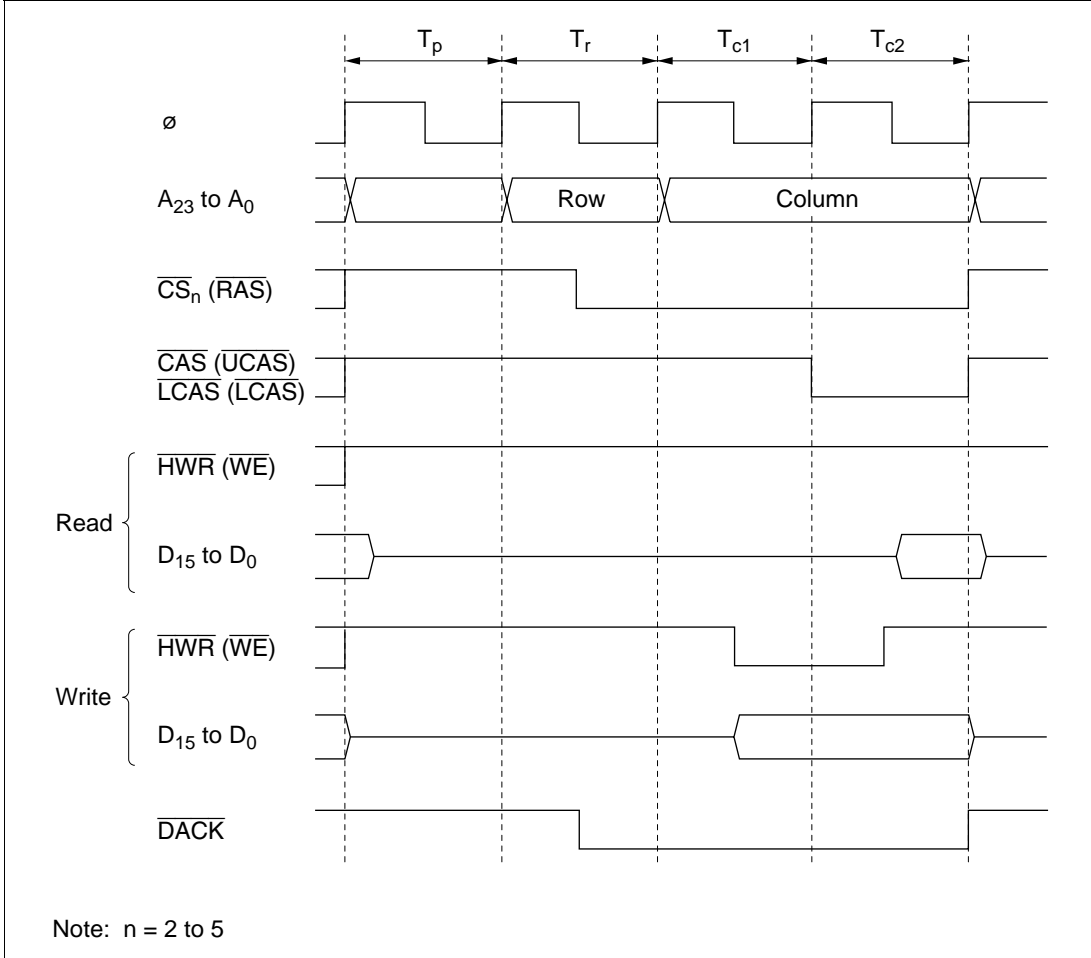 Tp Tr Tc1 Tc2
ø
A23 to A0 Row Column
CSn (RAS)
CAS (UCAS)
LCAS (LCAS)
HWR (WE)
Read
D15 to D0
HWR (WE)
Write
D15 to D0
DACK
Note: n = 2 to 5